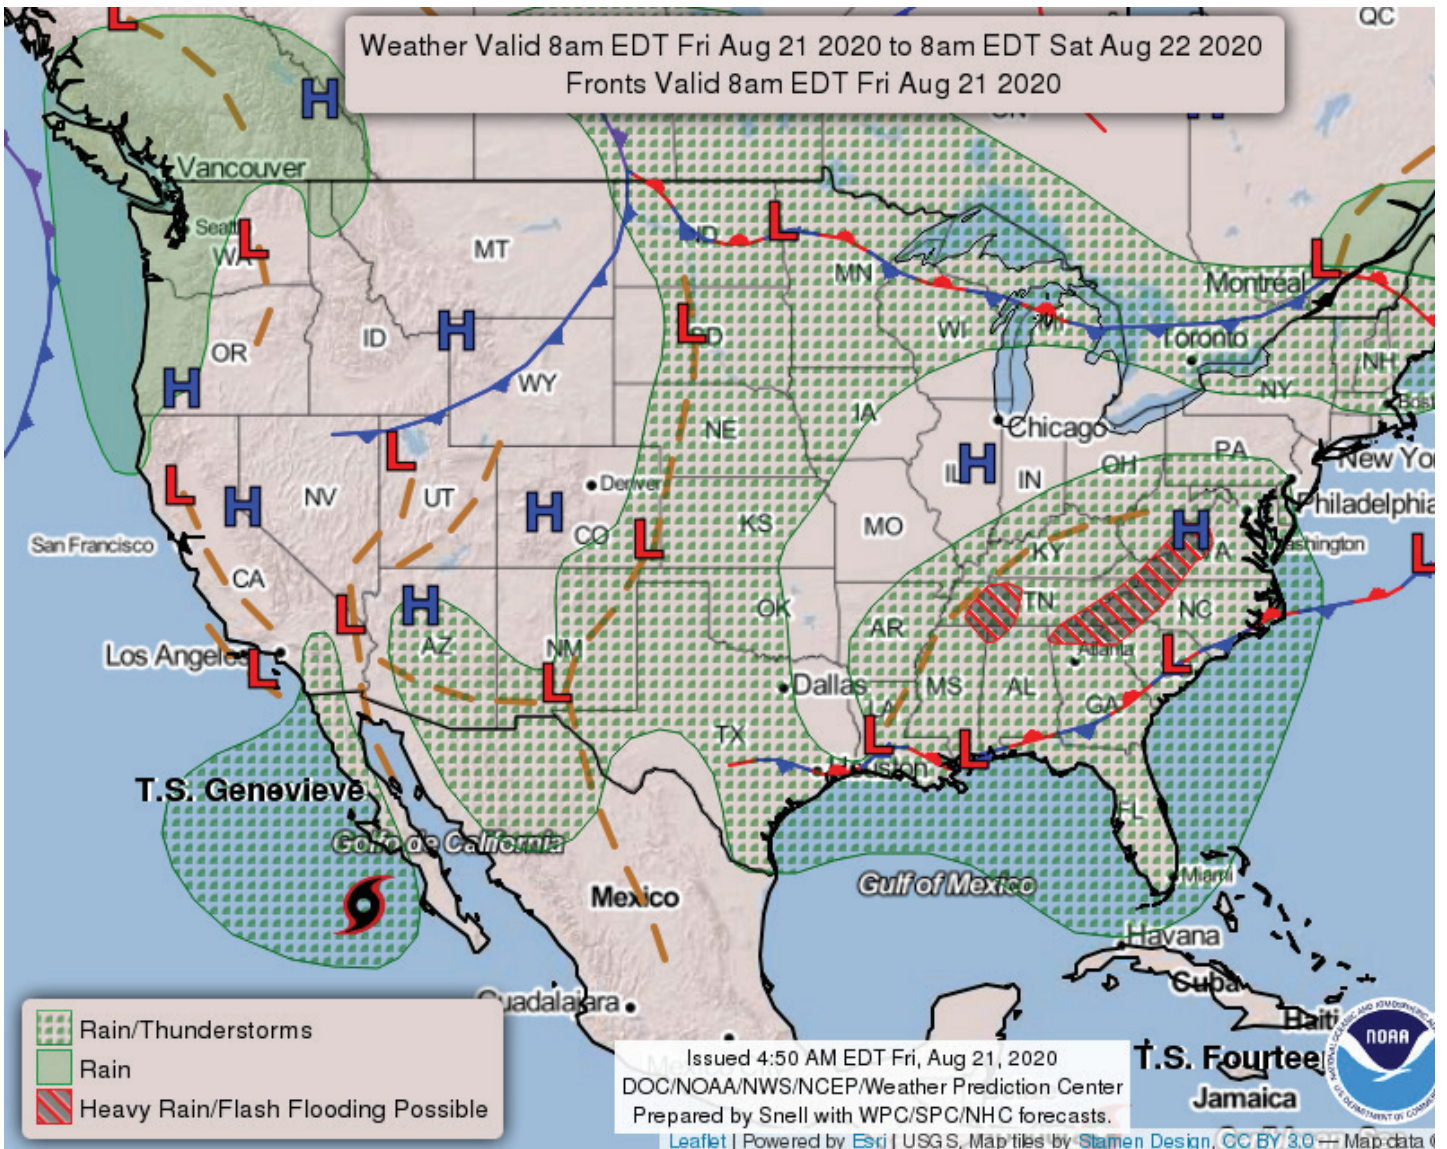 Weather Valid 8am EDT Fri Aug 21 2020 to 8am EDT Sat Aug 22 2020
Fronts Valid 8am EDT Fri Aug 21 2020
QC
L
H
Vancouver
Seattle
L
WA
MT
ND
L
MN
L
Montréal
OR
ID
H
L
WI
MI
Toronto
NH
H
WY
NY
IA
NE
Chicago
L
UT
H
NV
Denver
H
IL
H
IN
OH
PA
New Yo
L
CO
KS
MO
Philadelphia
San Francisco
L
KY
H
VA
L
CA
L
H
AZ
NM
OK
AR
TN
NC
Los Angeles
L
L
Dallas
MS
AL
Atlanta
GA
L
TX
L
LA
L
Houston
T.S. Genevieve
FL
Golfo de California
Mexico
Gulf of Mexico
Miami
Havana
Cuba
Guadalajara
Haiti
NOAA
T.S. Fourtee
Jamaica
Rain/Thunderstorms
Rain
Heavy Rain/Flash Flooding Possible
Issued 4:50 AM EDT Fri, Aug 21, 2020
DOC/NOAA/NWS/NCEP/Weather Prediction Center
Prepared by Snell with WPC/SPC/NHC forecasts.
Leaflet | Powered by Esri | USGS, Map tiles by Stamen Design, CC BY 3.0 — Map data ©